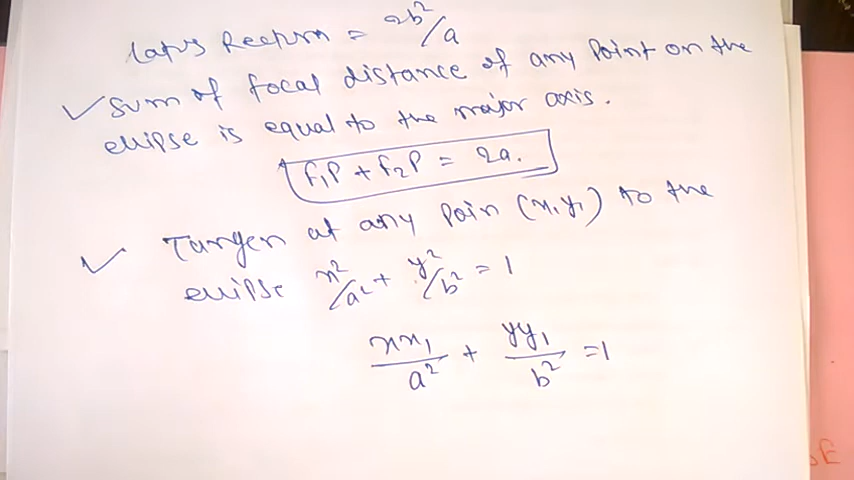 Latus Rectum = 2b²/a
✓ Sum of focal distance of any point on the
ellipse is equal to the major axis.
F₁P + F₂P = 2a.
✓ Tangen at any poin (x₁y₁) to the
ellipse x²/a² + y²/b² = 1
xx₁/a² + yy₁/b² = 1
SE